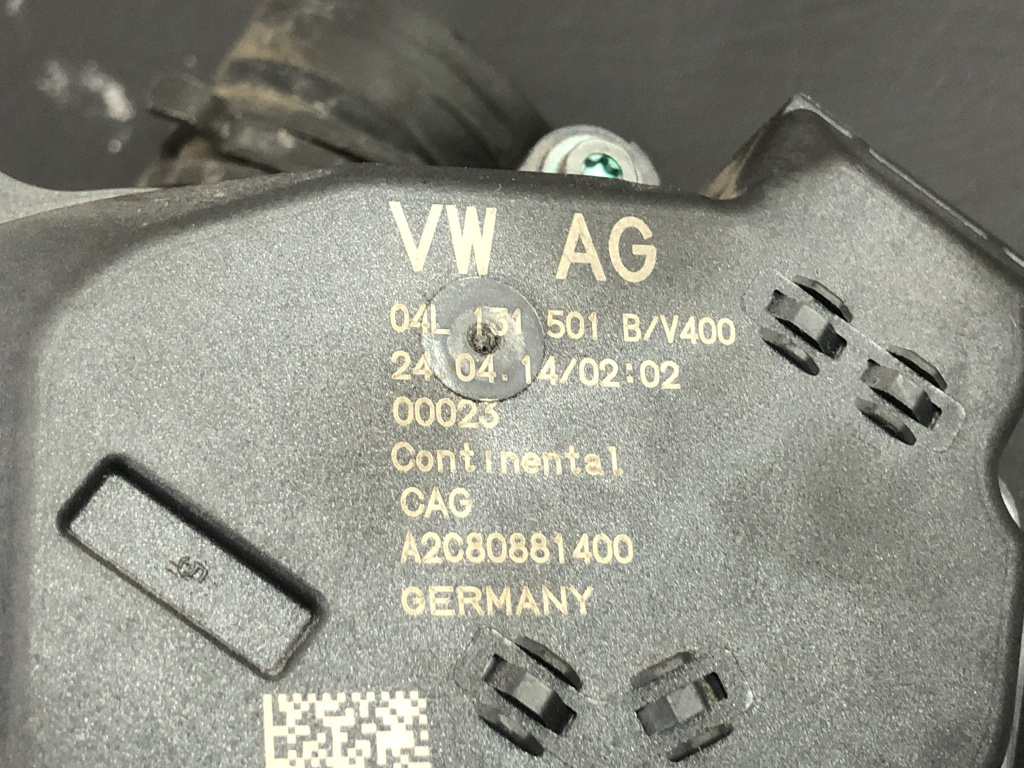 VW AG
04L 131 501 B/V400
24.04.14/02:02
00023
Continental
CAG
A2C80881400
GERMANY